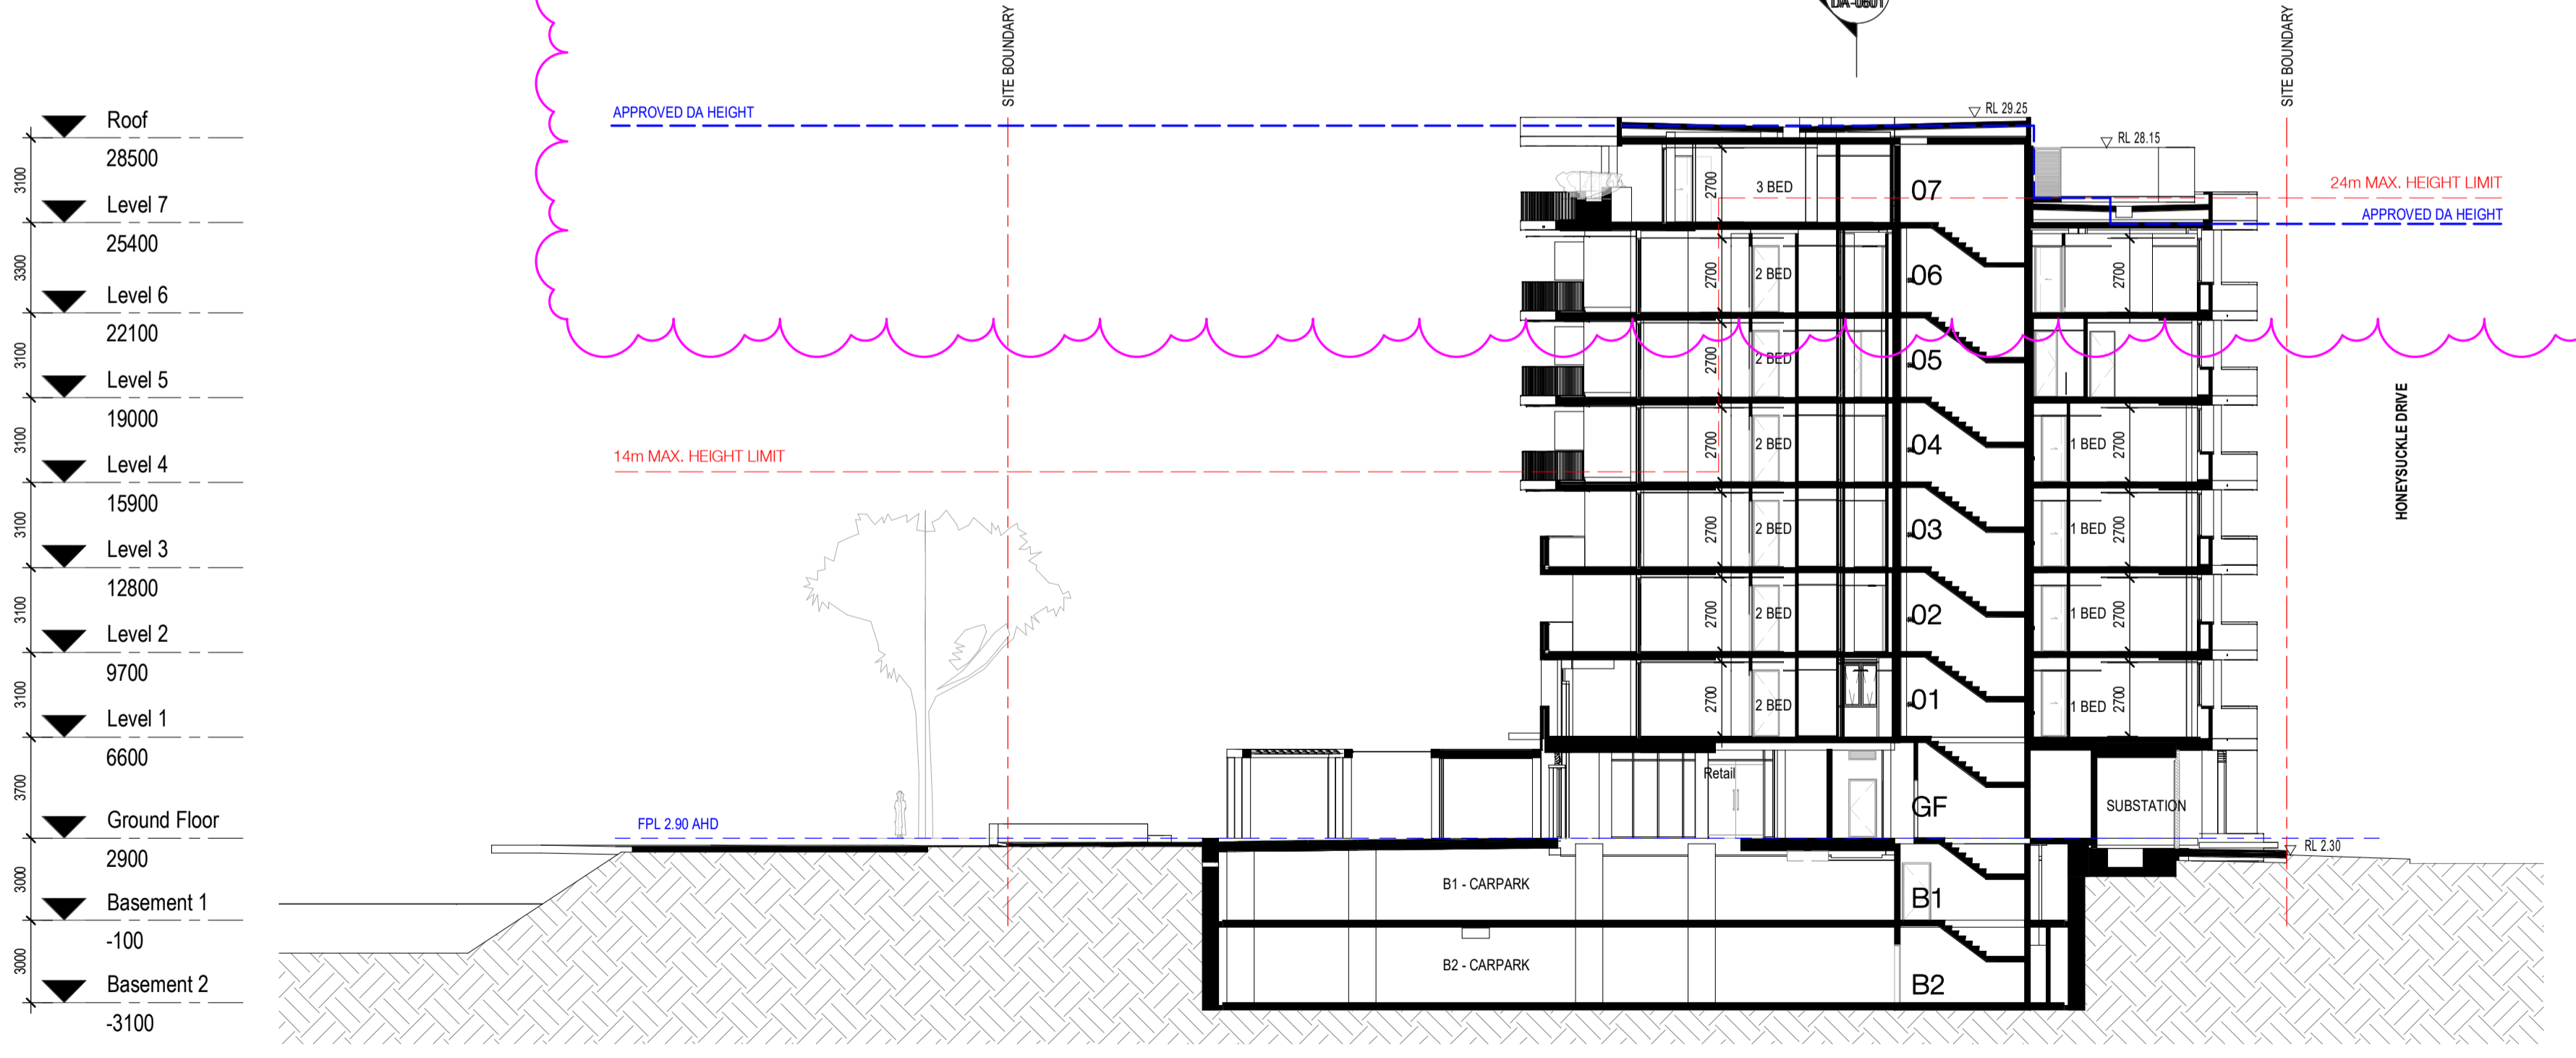 DA-0601
SITE BOUNDARY
SITE BOUNDARY
APPROVED DA HEIGHT
RL 29.25
RL 28.15
24m MAX. HEIGHT LIMIT
APPROVED DA HEIGHT
14m MAX. HEIGHT LIMIT
HONEYSUCKLE DRIVE
Roof
28500
3100
Level 7
25400
3300
Level 6
22100
3100
Level 5
19000
3100
Level 4
15900
3100
Level 3
12800
3100
Level 2
9700
3100
Level 1
6600
3700
Ground Floor
2900
3000
Basement 1
-100
3000
Basement 2
-3100
2700
3 BED
07
2700
2 BED
06
2700
2700
2 BED
05
2700
2 BED
04
1 BED
2700
2700
2 BED
03
1 BED
2700
2700
2 BED
02
1 BED
2700
2700
2 BED
01
1 BED
2700
Retail
GF
SUBSTATION
FPL 2.90 AHD
RL 2.30
B1 - CARPARK
B1
B2 - CARPARK
B2